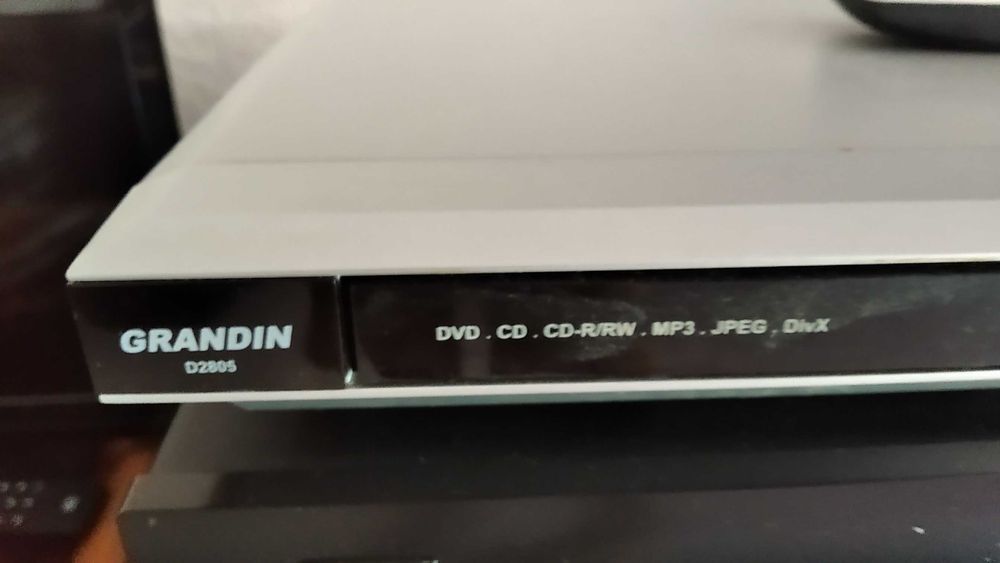 GRANDIN
D2805
DVD . CD . CD-R/RW . MP3 . JPEG . DivX